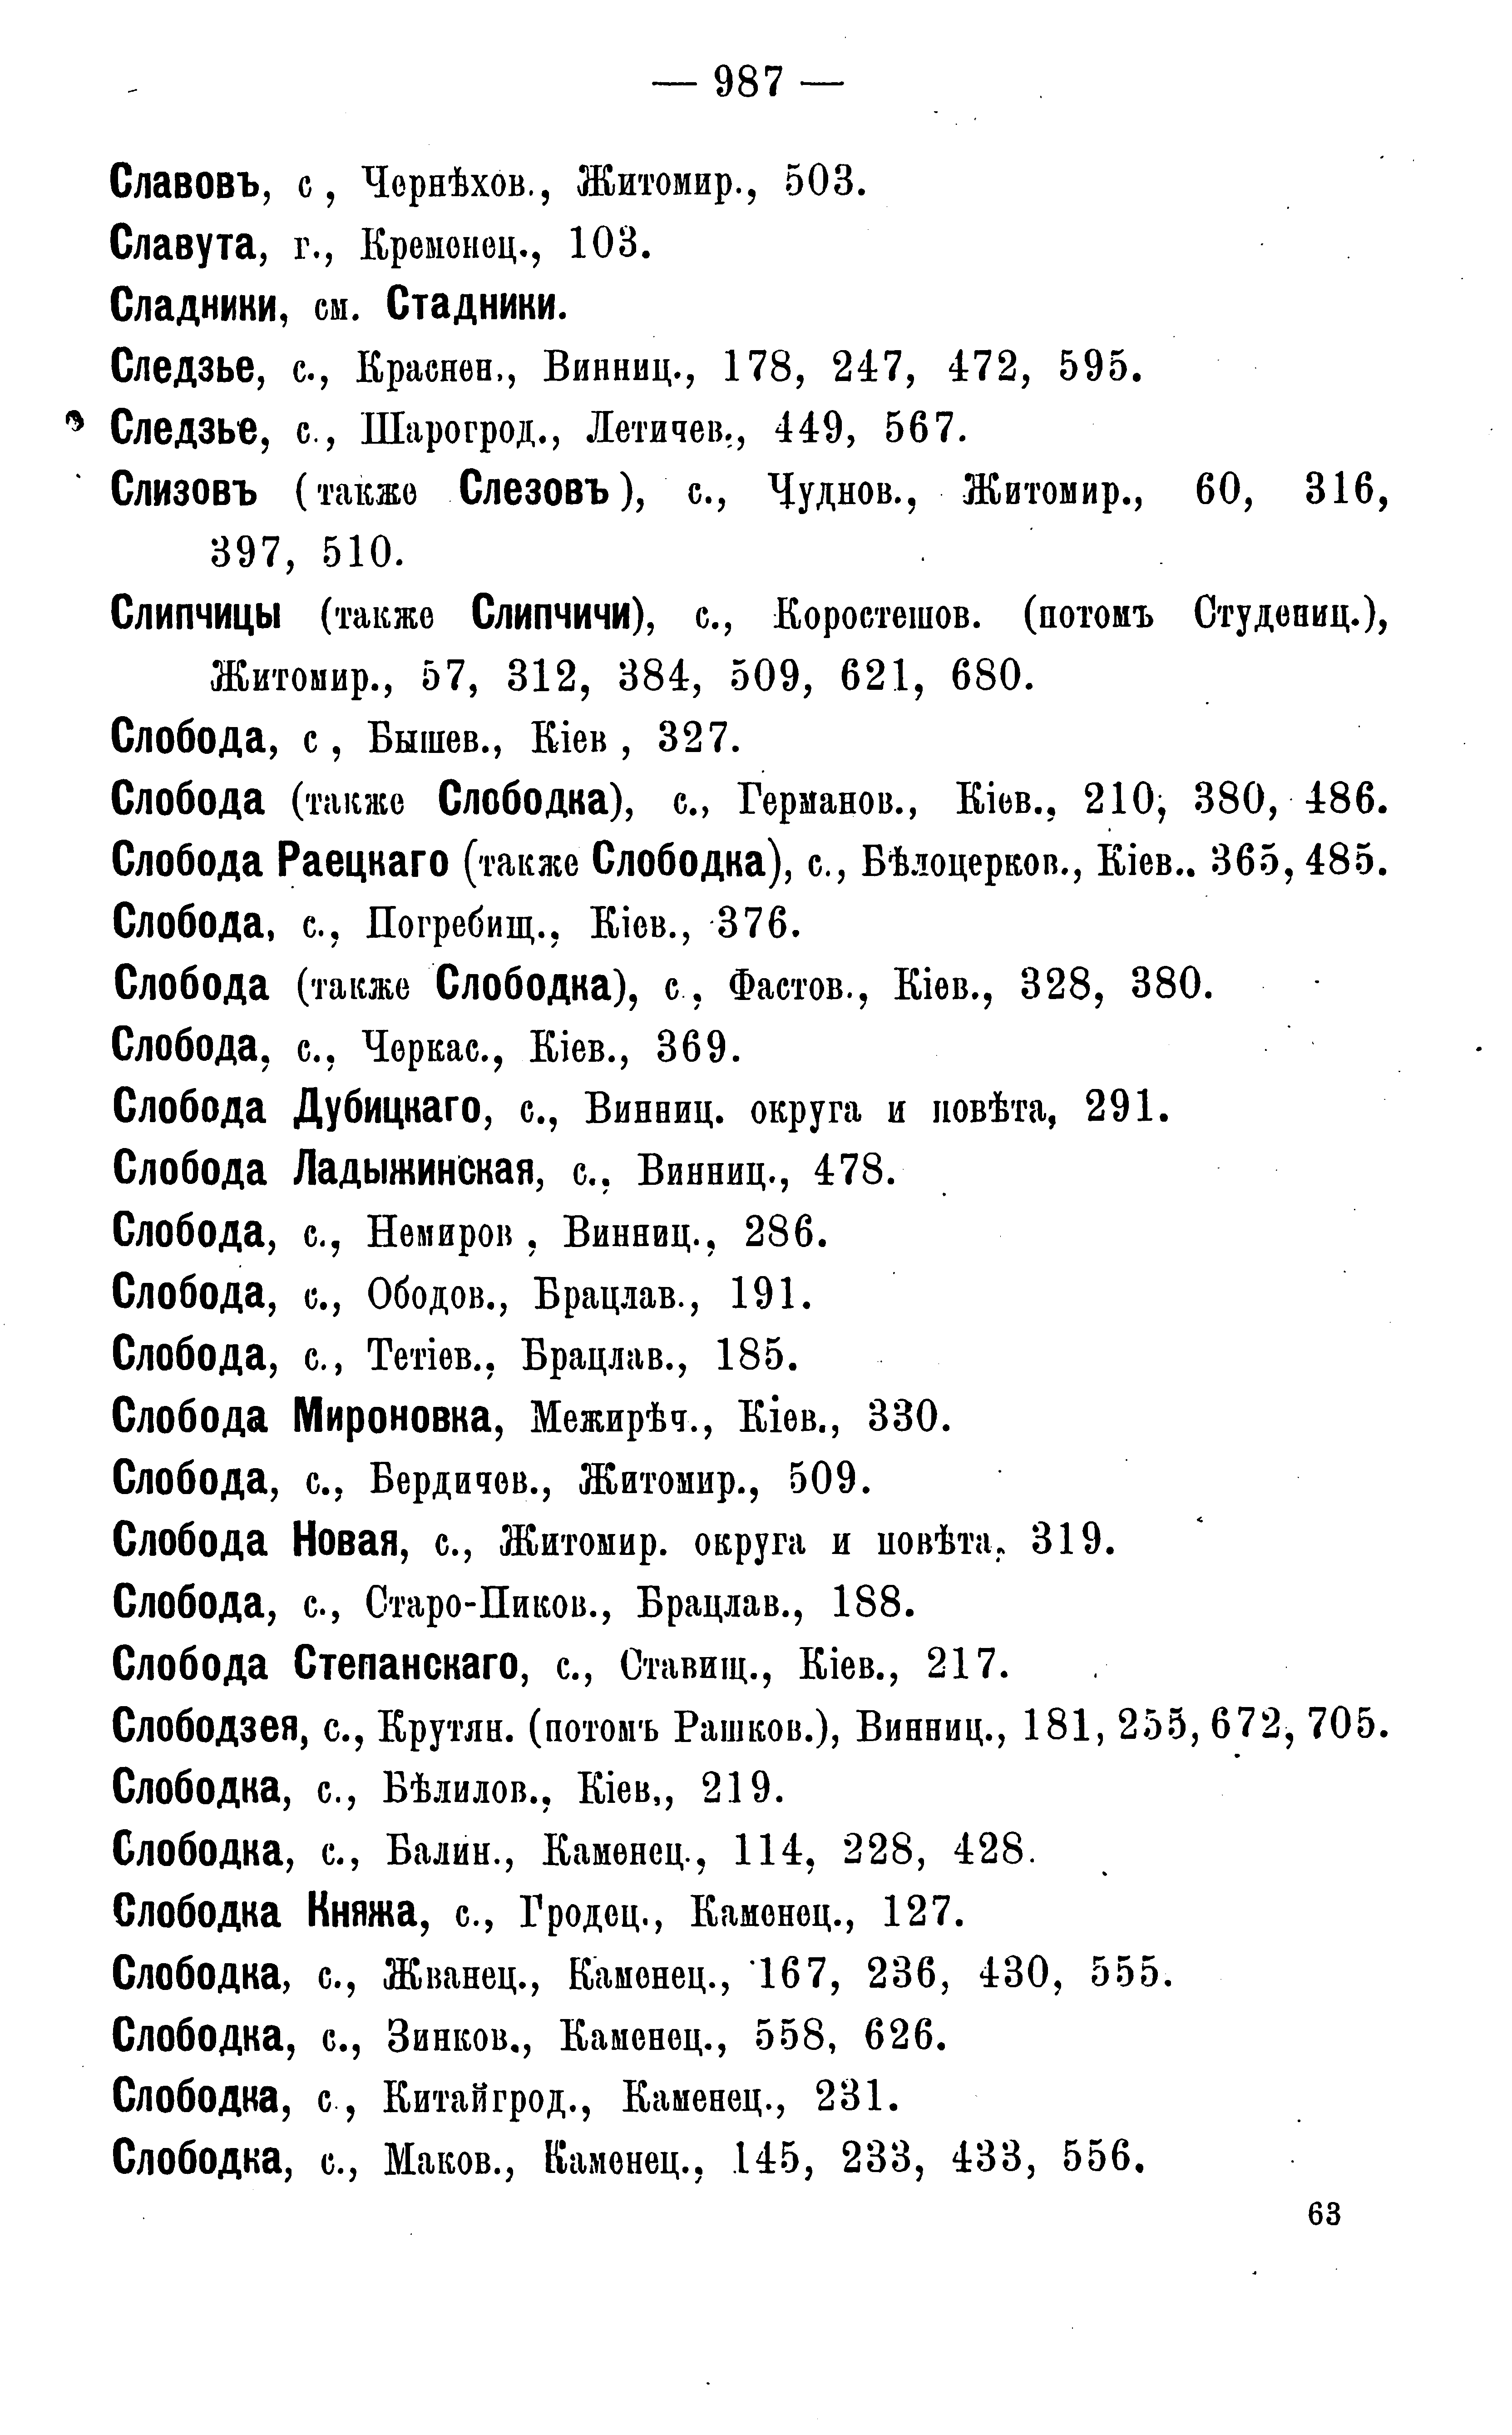 — 987 —
Славовъ, с , Чернѣхов., Житомир., 503.
Славута, г., Кременец., 103.
Сладники, см. Стадники.
Следзье, с., Краснен., Винниц., 178, 247, 472, 595.
Следзье, с., Шарогрод., Летичев., 449, 567.
Слизовъ (также Слезовъ), с., Чуднов., Житомир., 60, 316,
397, 510.
Слипчицы (также Слипчичи), с., Коростешов. (потомъ Студениц.),
Житомир., 57, 312, 384, 509, 621, 680.
Слобода, с , Бышев., Кіев , 327.
Слобода (также Слободка), с., Германов., Кіев., 210, 380, 486.
Слобода Раецкаго (также Слободка), с., Бѣлоцерков., Кіев.. 365, 485.
Слобода, с., Погребищ., Кіев., 376.
Слобода (также Слободка), с., Фастов., Кіев., 328, 380.
Слобода, с., Черкас., Кіев., 369.
Слобода Дубицкаго, с., Винниц. округа и повѣта, 291.
Слобода Ладыжинская, с., Винниц., 478.
Слобода, с., Немиров , Винниц., 286.
Слобода, с., Ободов., Брацлав., 191.
Слобода, с., Тетіев., Брацлав., 185.
Слобода Мироновка, Межирѣч., Кіев., 330.
Слобода, с., Бердичев., Житомир., 509.
Слобода Новая, с., Житомир. округа и повѣта, 319.
Слобода, с., Старо-Пиков., Брацлав., 188.
Слобода Степанскаго, с., Ставищ., Кіев., 217.
Слободзея, с., Крутян. (потомъ Рашков.), Винниц., 181, 255, 672, 705.
Слободка, с., Бѣлилов., Кіев., 219.
Слободка, с., Балин., Каменец., 114, 228, 428.
Слободка Княжа, с., Гродец., Каменец., 127.
Слободка, с., Жванец., Каменец., 167, 236, 430, 555.
Слободка, с., Зинков., Каменец., 558, 626.
Слободка, с., Китайгрод., Каменец., 231.
Слободка, с., Маков., Каменец., 145, 233, 433, 556.
63